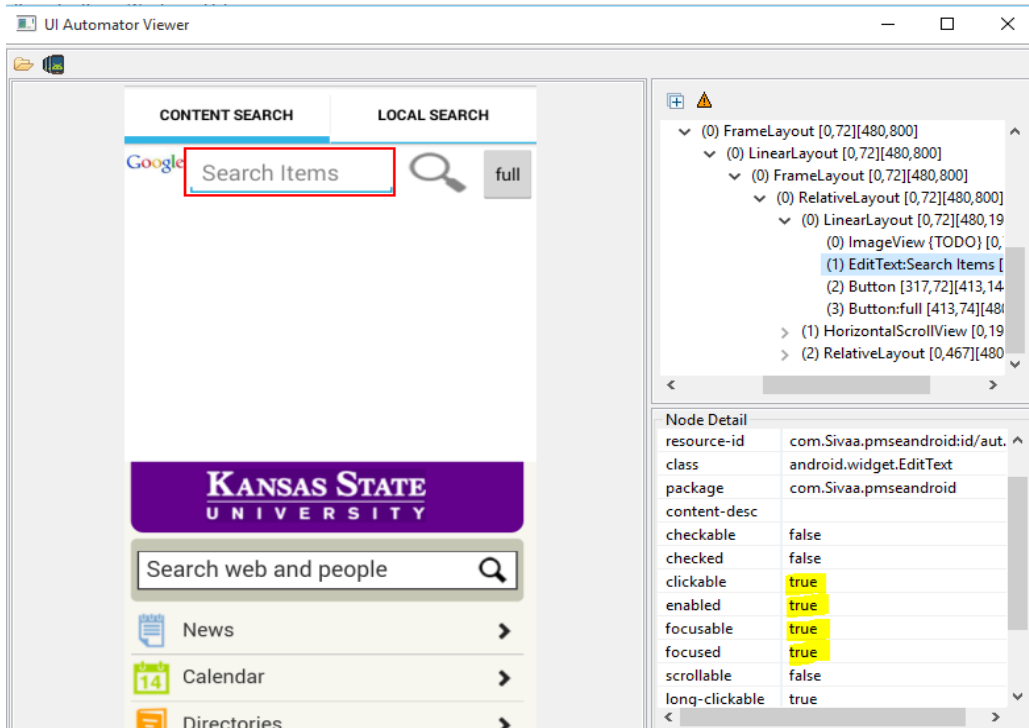 UI Automator Viewer
CONTENT SEARCH
LOCAL SEARCH
Google
Search Items
full
KANSAS STATE
UNIVERSITY
Search web and people
News
14
Calendar
Directories
(0) FrameLayout [0,72][480,800]
(0) LinearLayout [0,72][480,800]
(0) FrameLayout [0,72][480,800]
(0) RelativeLayout [0,72][480,800]
(0) LinearLayout [0,72][480,19
(0) ImageView {TODO} [0,
(1) EditText:Search Items [
(2) Button [317,72][413,14
(3) Button:full [413,74][48
(1) HorizontalScrollView [0,19
(2) RelativeLayout [0,467][480
Node Detail
resource-id com.Sivaa.pmseandroid:id/aut.
class android.widget.EditText
package com.Sivaa.pmseandroid
content-desc
checkable false
checked false
clickable true
enabled true
focusable true
focused true
scrollable false
long-clickable true